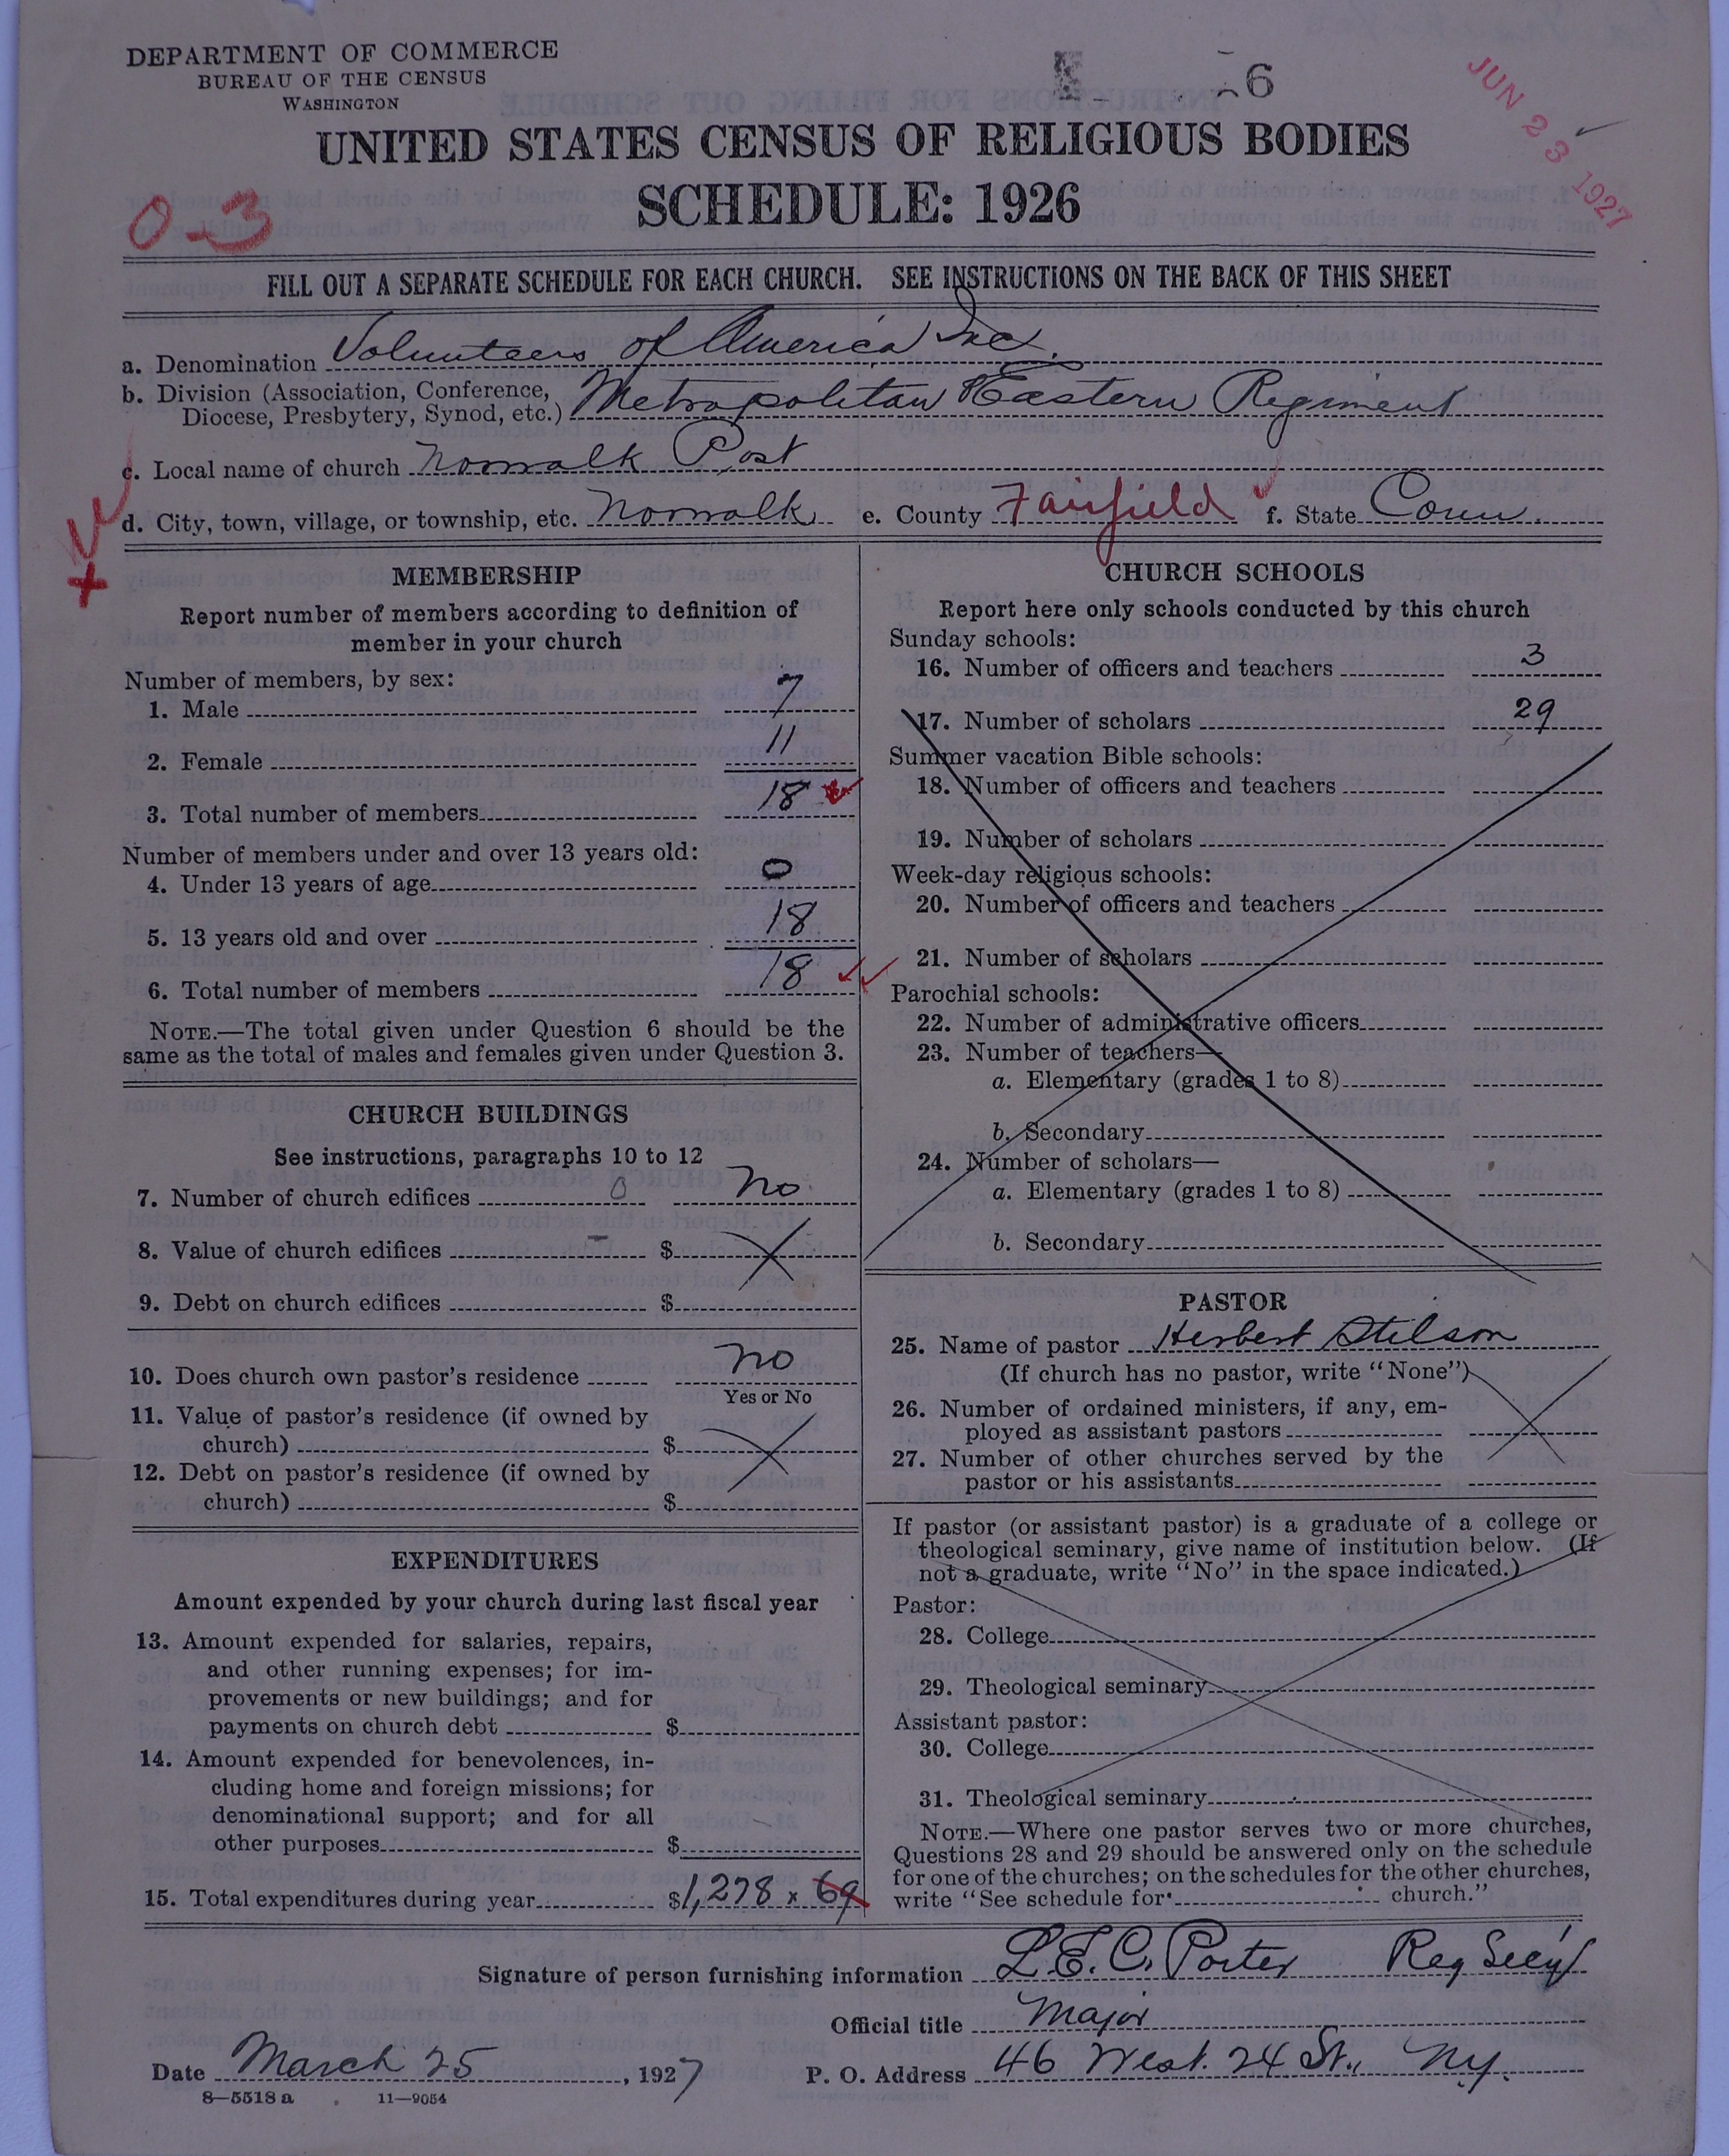 DEPARTMENT OF COMMERCE
BUREAU OF THE CENSUS
WASHINGTON
6
JUN 23 1927
UNITED STATES CENSUS OF RELIGIOUS BODIES
SCHEDULE: 1926
0-3
FILL OUT A SEPARATE SCHEDULE FOR EACH CHURCH. SEE INSTRUCTIONS ON THE BACK OF THIS SHEET
a. Denomination Volunteers of America Inc.
b. Division (Association, Conference, Diocese, Presbytery, Synod, etc.) Metropolitan & Eastern Regiment
c. Local name of church Norwalk Post
d. City, town, village, or township, etc. Norwalk e. County Fairfield f. State Conn.
MEMBERSHIP
Report number of members according to definition of
member in your church
Number of members, by sex:
1. Male 7
2. Female 11
3. Total number of members 18
Number of members under and over 13 years old:
4. Under 13 years of age 0
5. 13 years old and over 18
6. Total number of members 18
NOTE.—The total given under Question 6 should be the
same as the total of males and females given under Question 3.
CHURCH BUILDINGS
See instructions, paragraphs 10 to 12
7. Number of church edifices 0 no
8. Value of church edifices $
9. Debt on church edifices $
10. Does church own pastor's residence no
Yes or No
11. Value of pastor's residence (if owned by
church) $
12. Debt on pastor's residence (if owned by
church) $
EXPENDITURES
Amount expended by your church during last fiscal year
13. Amount expended for salaries, repairs,
and other running expenses; for im-
provements or new buildings; and for
payments on church debt $
14. Amount expended for benevolences, in-
cluding home and foreign missions; for
denominational support; and for all
other purposes $
15. Total expenditures during year $1,278 x 69
CHURCH SCHOOLS
Report here only schools conducted by this church
Sunday schools:
16. Number of officers and teachers 3
17. Number of scholars 29
Summer vacation Bible schools:
18. Number of officers and teachers
19. Number of scholars
Week-day religious schools:
20. Number of officers and teachers
21. Number of scholars
Parochial schools:
22. Number of administrative officers
23. Number of teachers—
a. Elementary (grades 1 to 8)
b. Secondary
24. Number of scholars—
a. Elementary (grades 1 to 8)
b. Secondary
PASTOR
25. Name of pastor Herbert Stilson
(If church has no pastor, write "None")
26. Number of ordained ministers, if any, em-
ployed as assistant pastors
27. Number of other churches served by the
pastor or his assistants
If pastor (or assistant pastor) is a graduate of a college or
theological seminary, give name of institution below. (If
not a graduate, write "No" in the space indicated.)
Pastor:
28. College
29. Theological seminary
Assistant pastor:
30. College
31. Theological seminary
NOTE.—Where one pastor serves two or more churches,
Questions 28 and 29 should be answered only on the schedule
for one of the churches; on the schedules for the other churches,
write "See schedule for church."
Signature of person furnishing information L.E.C. Porter Reg Secy
Official title Major
Date March 25, 1927 P. O. Address 46 West. 24 St., N.y.
8—5518 a 11—9054